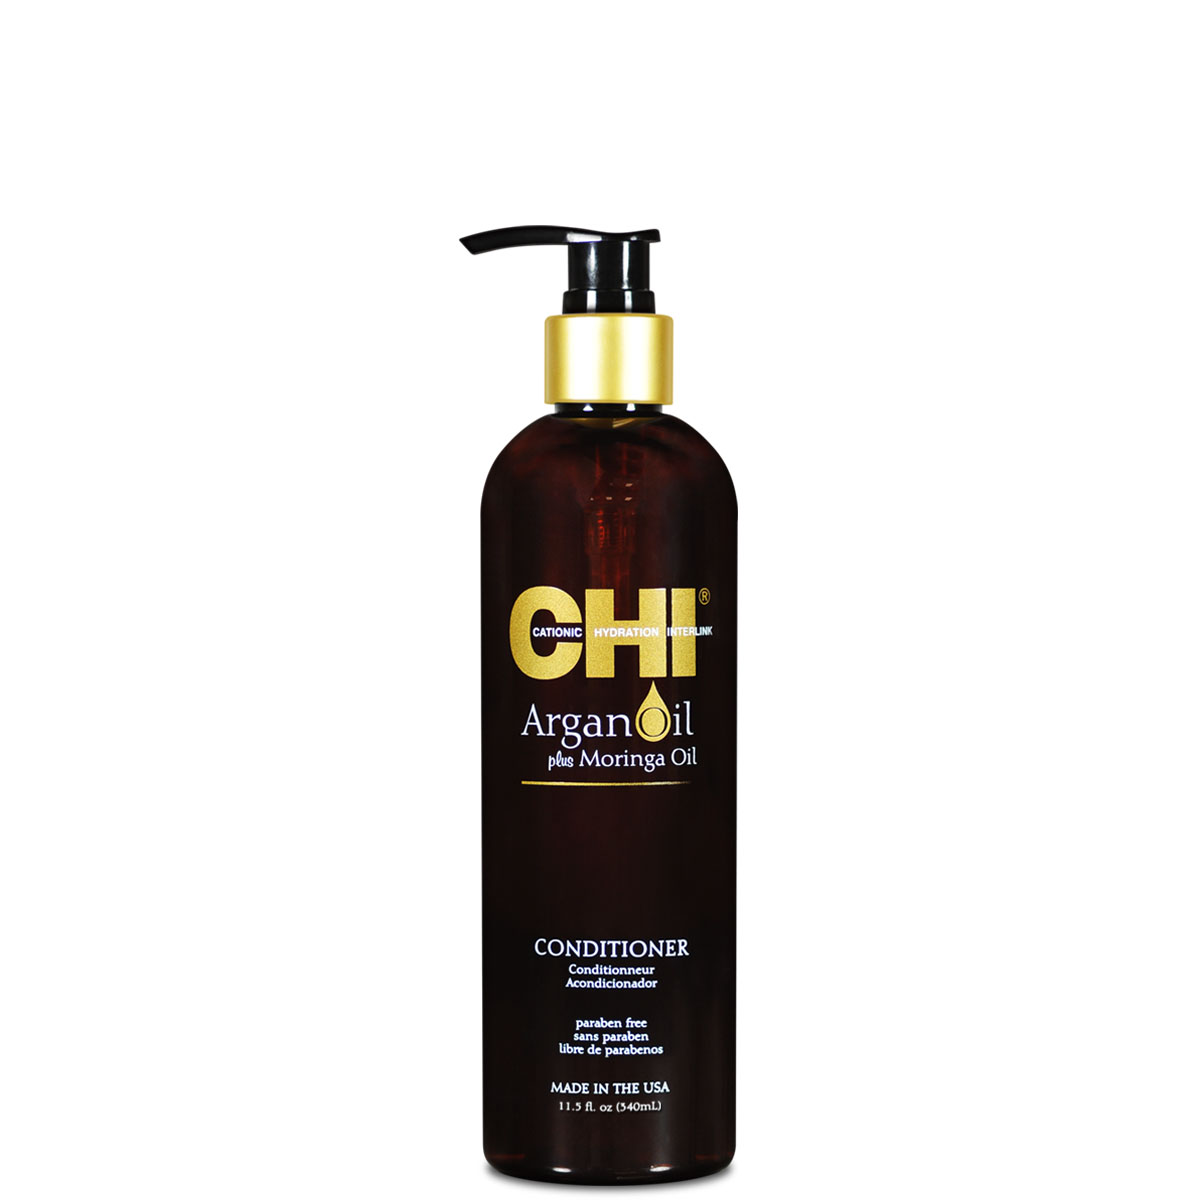 CHI®
CATIONIC HYDRATION INTERLINK
Argan Oil
plus Moringa Oil
CONDITIONER
Conditionneur
Acondicionador
paraben free
sans paraben
libre de parabenos
MADE IN THE USA
11.5 fl. oz (340mL)